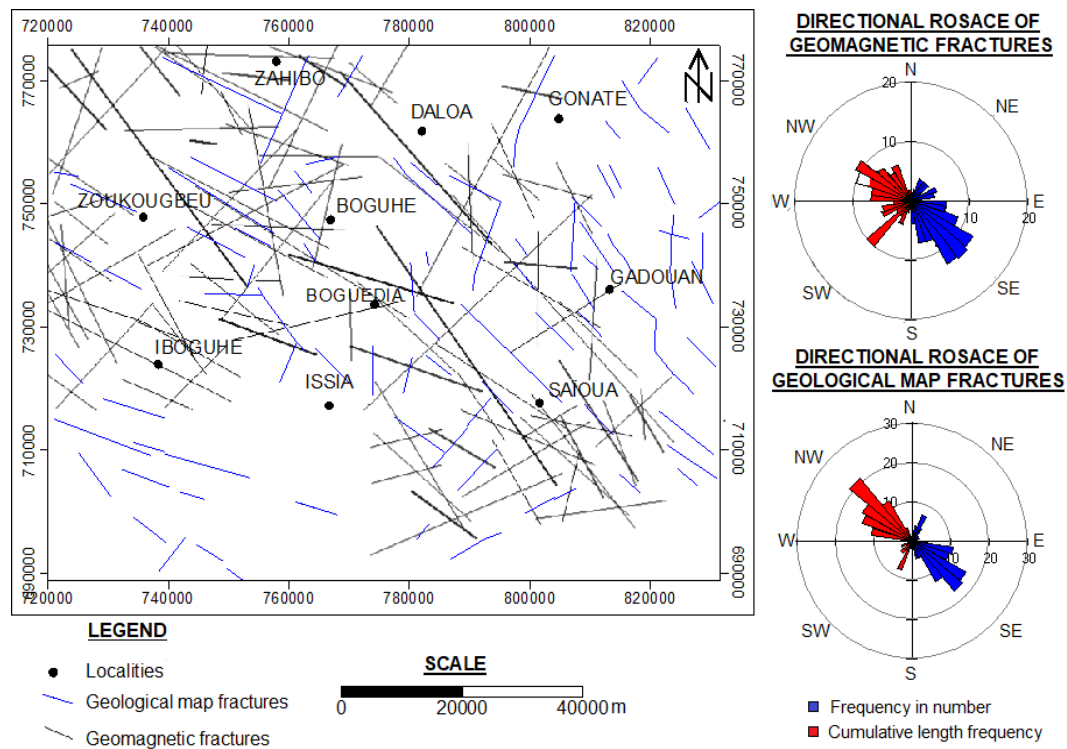 720000 740000 760000 780000 800000 820000
770000 750000 730000 710000 690000
ZAHIBO
DALOA
GONATE
N
ZOUKOUGBEU
BOGUHE
GADOUAN
BOGUEDIA
IBOGUHE
ISSIA
SAIOUA
770000 750000 730000 710000 690000
720000 740000 760000 780000 800000 820000
LEGEND
Localities
Geological map fractures
Geomagnetic fractures
SCALE
0 20000 40000 m
DIRECTIONAL ROSACE OF
GEOMAGNETIC FRACTURES
N
20
NW NE
10
W 10 20 E
SW SE
S
DIRECTIONAL ROSACE OF
GEOLOGICAL MAP FRACTURES
N
30
NW NE
20
10
W 10 20 30 E
SW SE
S
Frequency in number
Cumulative length frequency